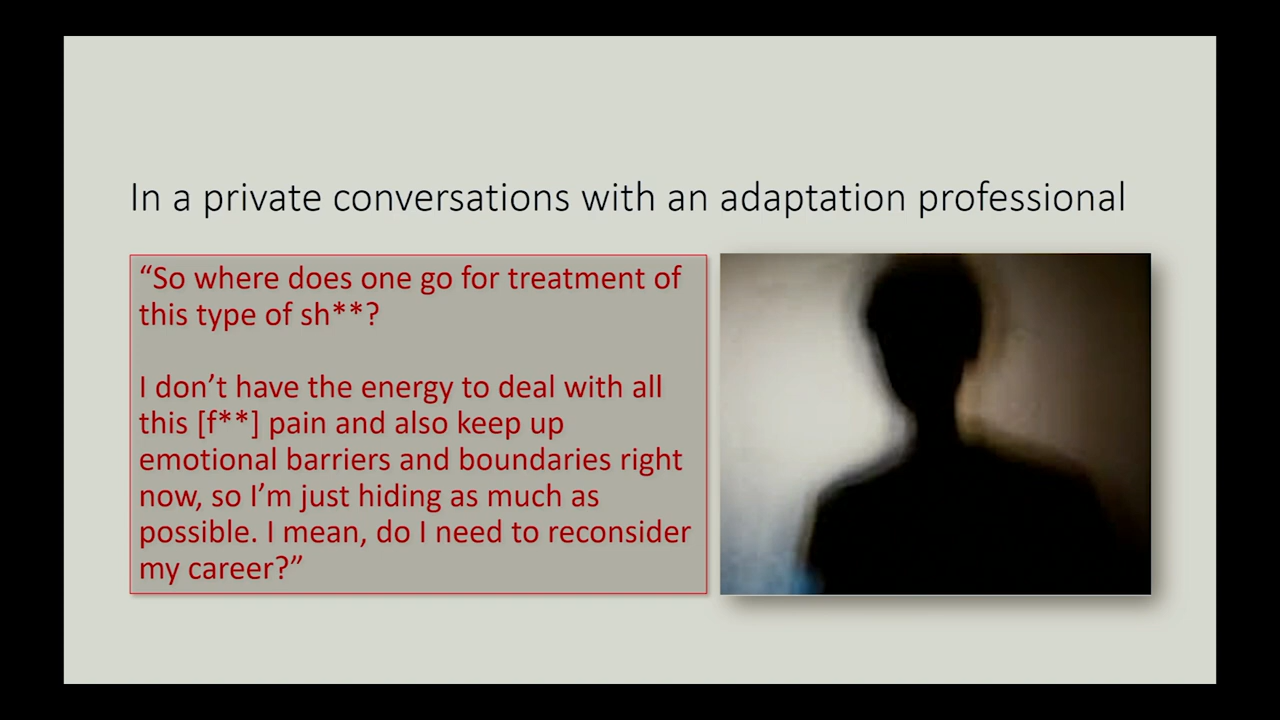 In a private conversations with an adaptation professional
“So where does one go for treatment of
this type of sh**?
I don’t have the energy to deal with all
this [f**] pain and also keep up
emotional barriers and boundaries right
now, so I’m just hiding as much as
possible. I mean, do I need to reconsider
my career?”